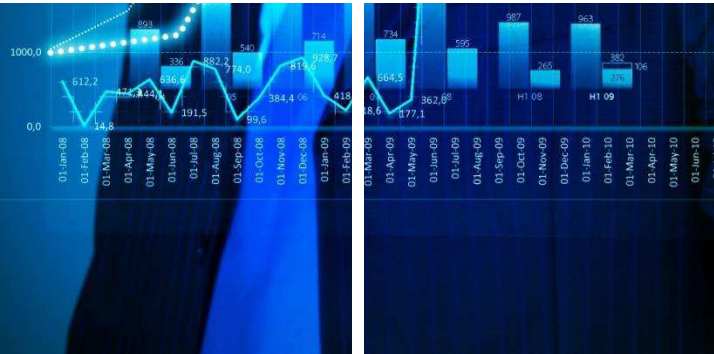 893
714
987
963
734
540
595
336
882,2
774,0
819,6
928,7
265
382
106
276
1000,0
612,2
444,1
636,6
191,5
99,6
384,4
06
418,
664,5
177,1
362,0
08
H1 08
H1 09
18,6
0,0
14,8
01-Jan-08
01-Feb-08
01-Mar-08
01-Apr-08
01-May-08
01-Jun-08
01-Jul-08
01-Aug-08
01-Sep-08
01-Oct-08
01-Nov-08
01-Dec-08
01-Jan-09
01-Feb-09
01-Mar-09
01-Apr-09
01-May-09
01-Jun-09
01-Jul-09
01-Aug-09
01-Sep-09
01-Oct-09
01-Nov-09
01-Dec-09
01-Jan-10
01-Feb-10
01-Mar-10
01-Apr-10
01-May-10
01-Jun-10